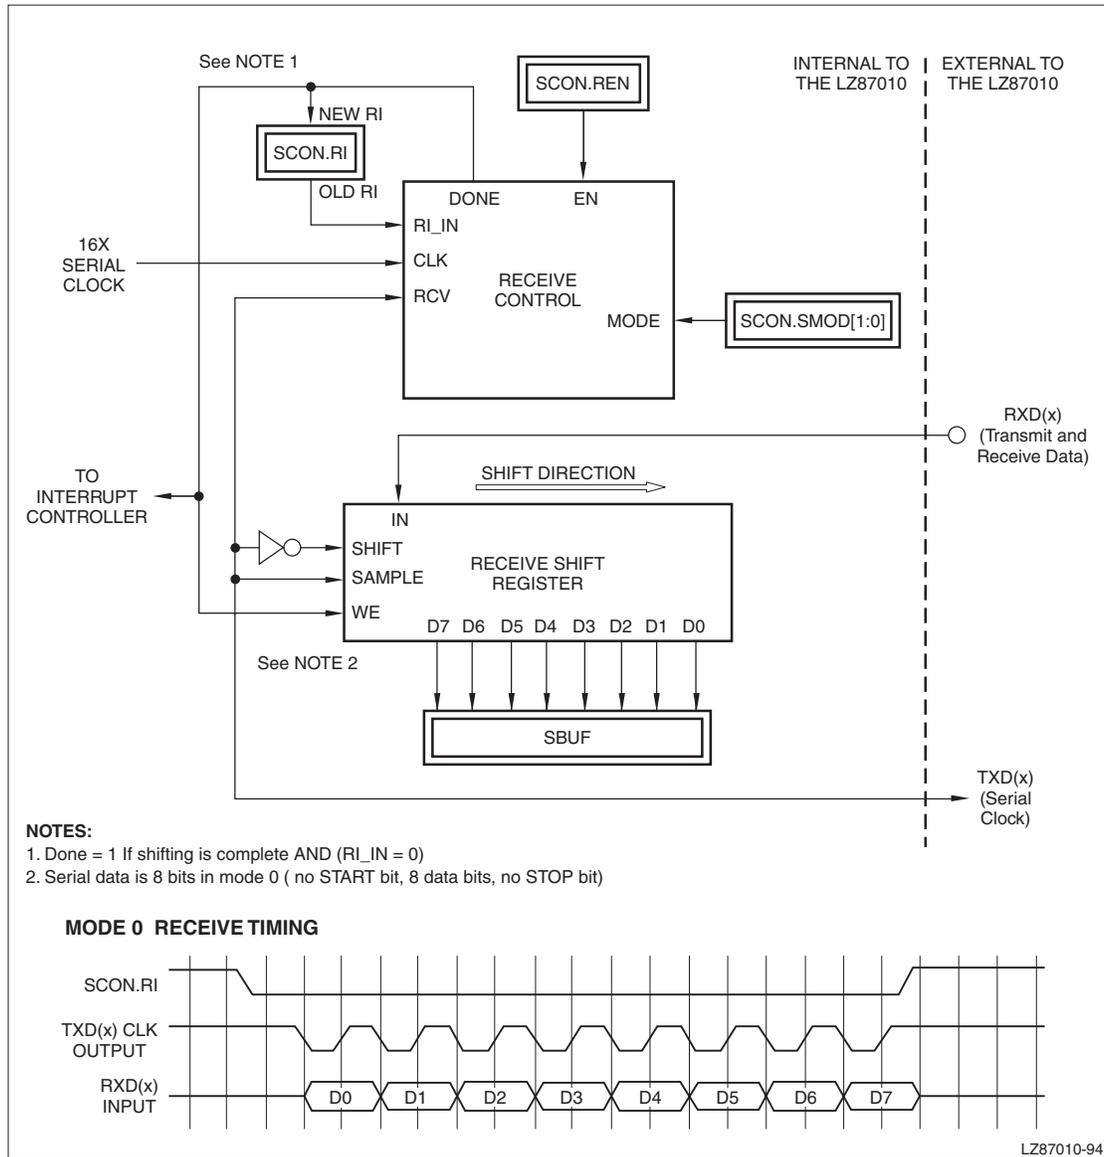 See NOTE 1
SCON.REN
INTERNAL TO
THE LZ87010
EXTERNAL TO
THE LZ87010
NEW RI
SCON.RI
OLD RI
DONE
EN
RI_IN
16X
SERIAL
CLOCK
CLK
RCV
RECEIVE
CONTROL
MODE
SCON.SMOD[1:0]
RXD(x)
(Transmit and
Receive Data)
TO
INTERRUPT
CONTROLLER
SHIFT DIRECTION
IN
SHIFT
SAMPLE
WE
RECEIVE SHIFT
REGISTER
D7 D6 D5 D4 D3 D2 D1 D0
See NOTE 2
SBUF
TXD(x)
(Serial
Clock)
NOTES:
1. Done = 1 If shifting is complete AND (RI_IN = 0)
2. Serial data is 8 bits in mode 0 ( no START bit, 8 data bits, no STOP bit)
MODE 0 RECEIVE TIMING
SCON.RI
TXD(x) CLK
OUTPUT
RXD(x)
INPUT
D0 D1 D2 D3 D4 D5 D6 D7
LZ87010-94